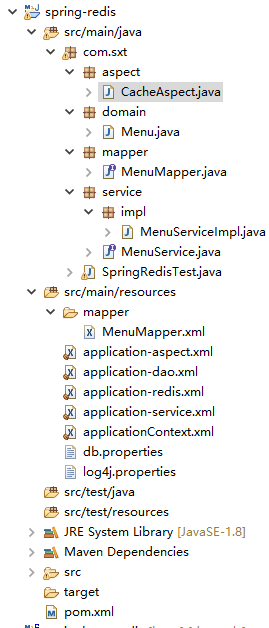 spring-redis
src/main/java
com.sxt
aspect
CacheAspect.java
domain
Menu.java
mapper
MenuMapper.java
service
impl
MenuServiceImpl.java
MenuService.java
SpringRedisTest.java
src/main/resources
mapper
MenuMapper.xml
application-aspect.xml
application-dao.xml
application-redis.xml
application-service.xml
applicationContext.xml
db.properties
log4j.properties
src/test/java
src/test/resources
JRE System Library [JavaSE-1.8]
Maven Dependencies
src
target
pom.xml